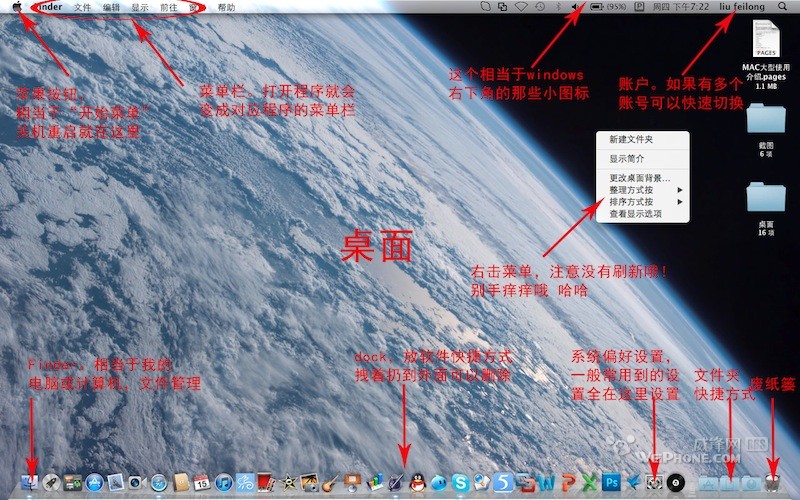 Finder 文件 编辑 显示 前往 窗口 帮助
(95%) 周四 下午7:22 liu feilong
苹果按钮。
相当于“开始菜单”
关机重启就在这里
菜单栏。打开程序就会
变成对应程序的菜单栏
这个相当于windows
右下角的那些小图标
账户。如果有多个
账号可以快速切换
PAGES
MAC大型使用
介绍.pages
1.1 MB
截图
6 项
桌面
16 项
新建文件夹
显示简介
更改桌面背景...
整理方式按
排序方式按
查看显示选项
桌面
右击菜单，注意没有刷新哦！
别手痒痒哦 哈哈
Finder。相当于我的
电脑或计算机，文件管理
dock。放软件快捷方式
拽着扔到外面可以删除
系统偏好设置，
一般常用到的设
置全在这里设置
文件夹
快捷方式
废纸篓
威锋网
WEIPHONE.COM
15
Ps